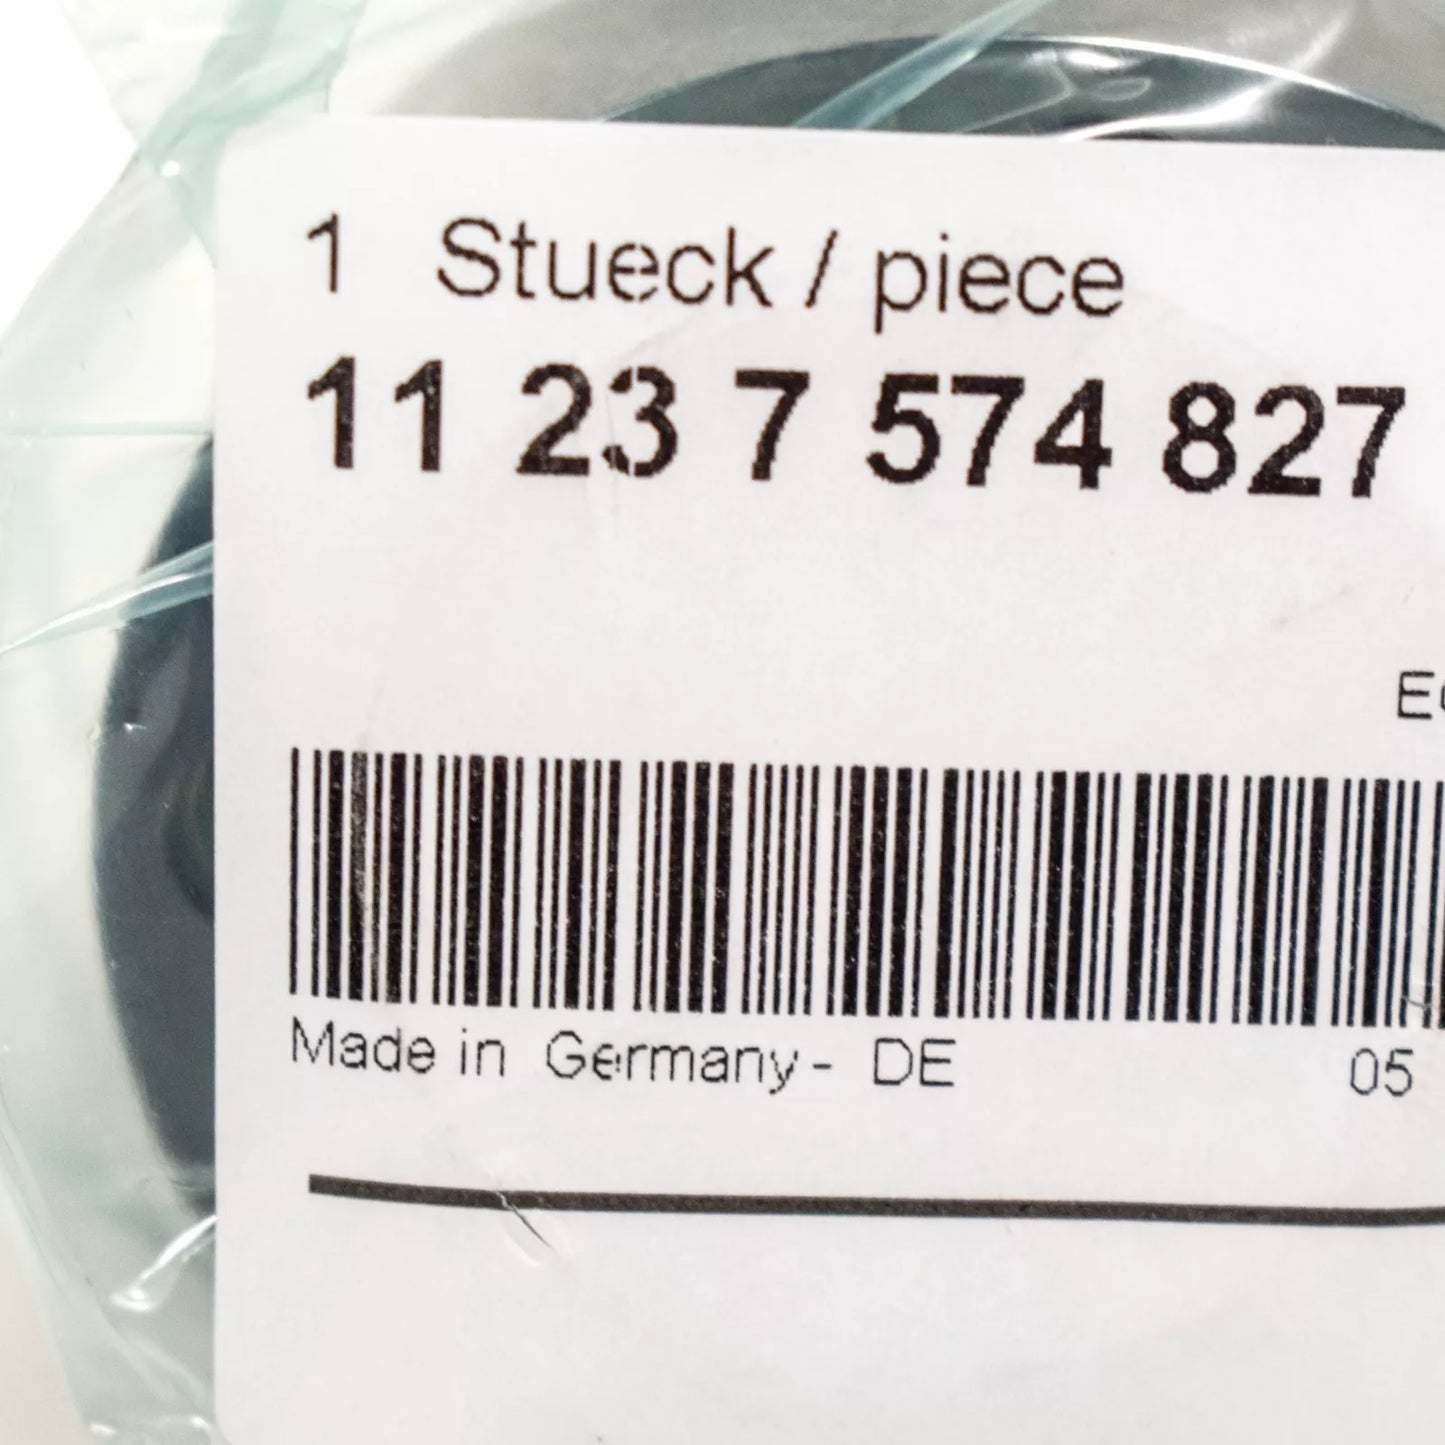 1 Stueck / piece
11 23 7 574 827
Made in Germany - DE 05